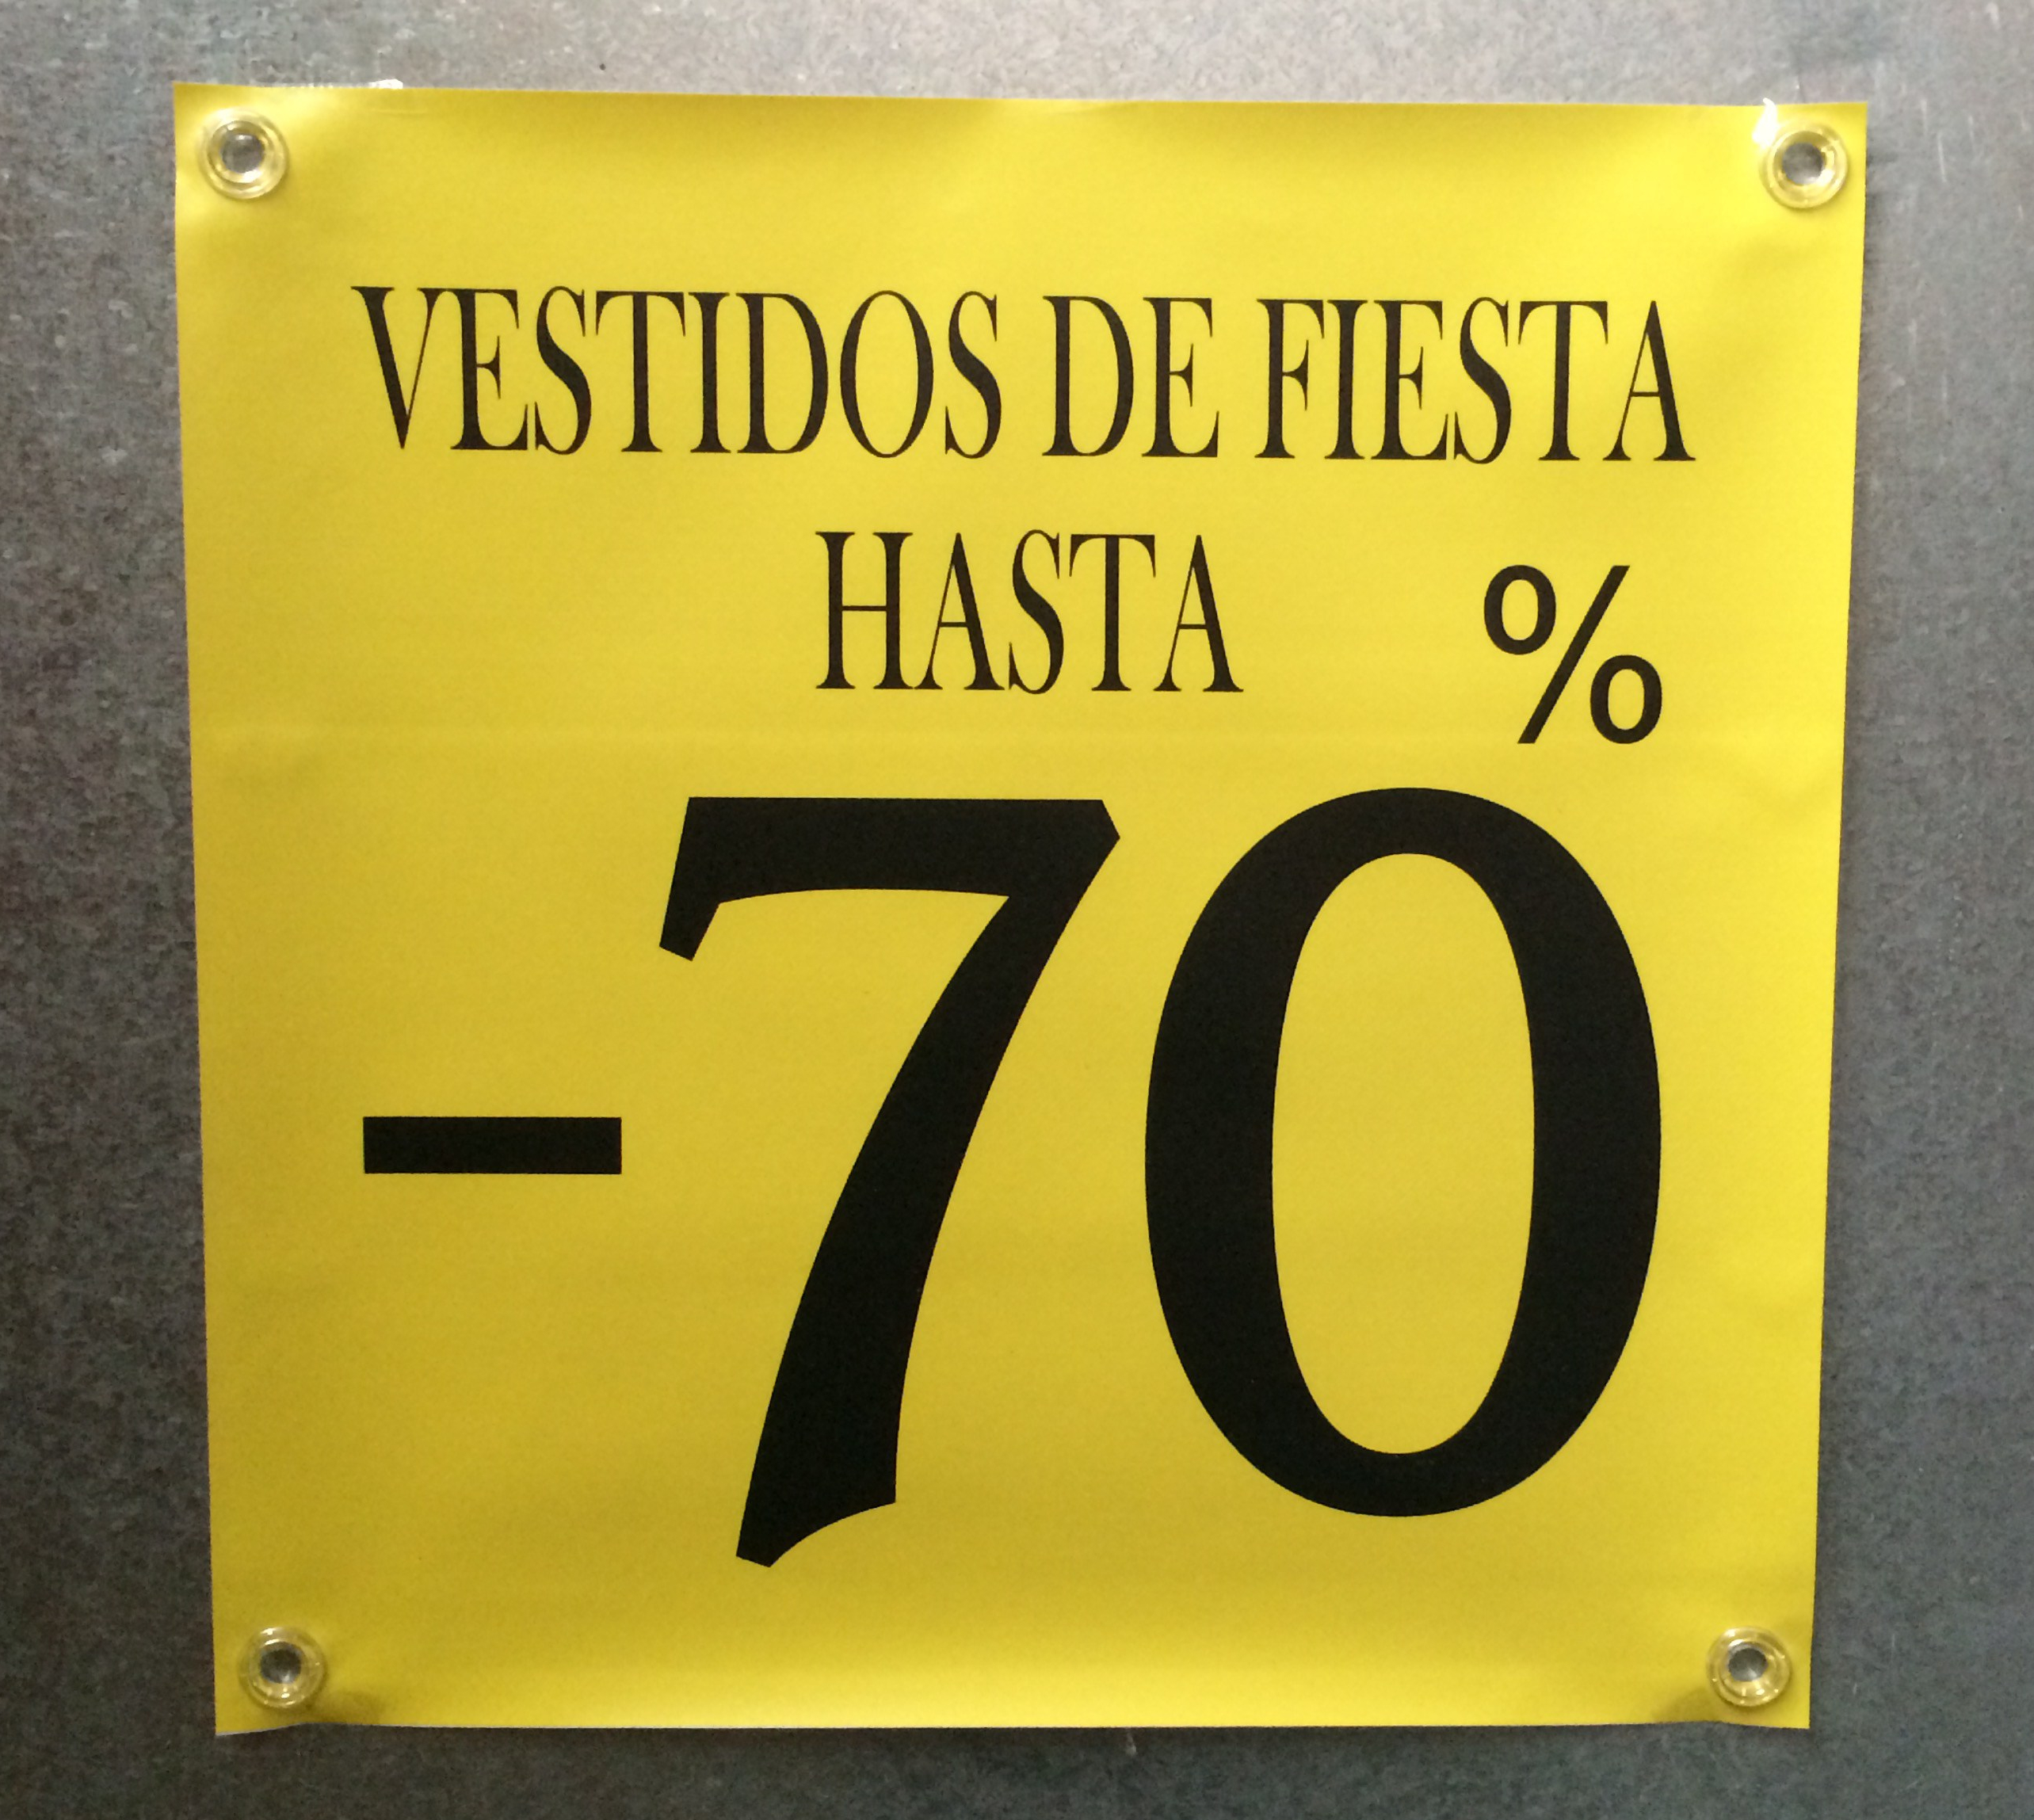 VESTIDOS DE FIESTA
HASTA %
-70